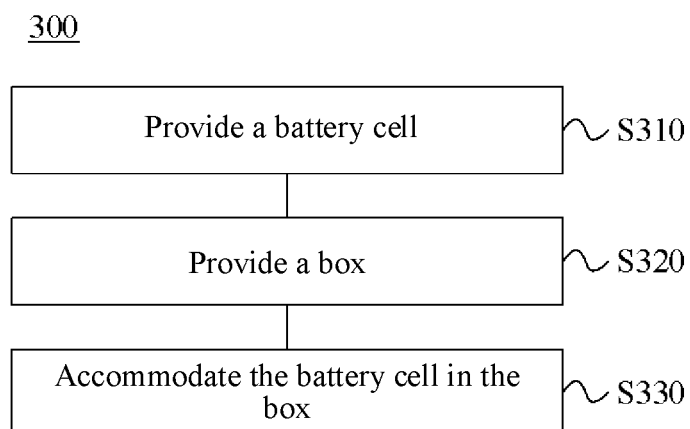 300
Provide a battery cell
S310
Provide a box
S320
Accommodate the battery cell in the
box
S330